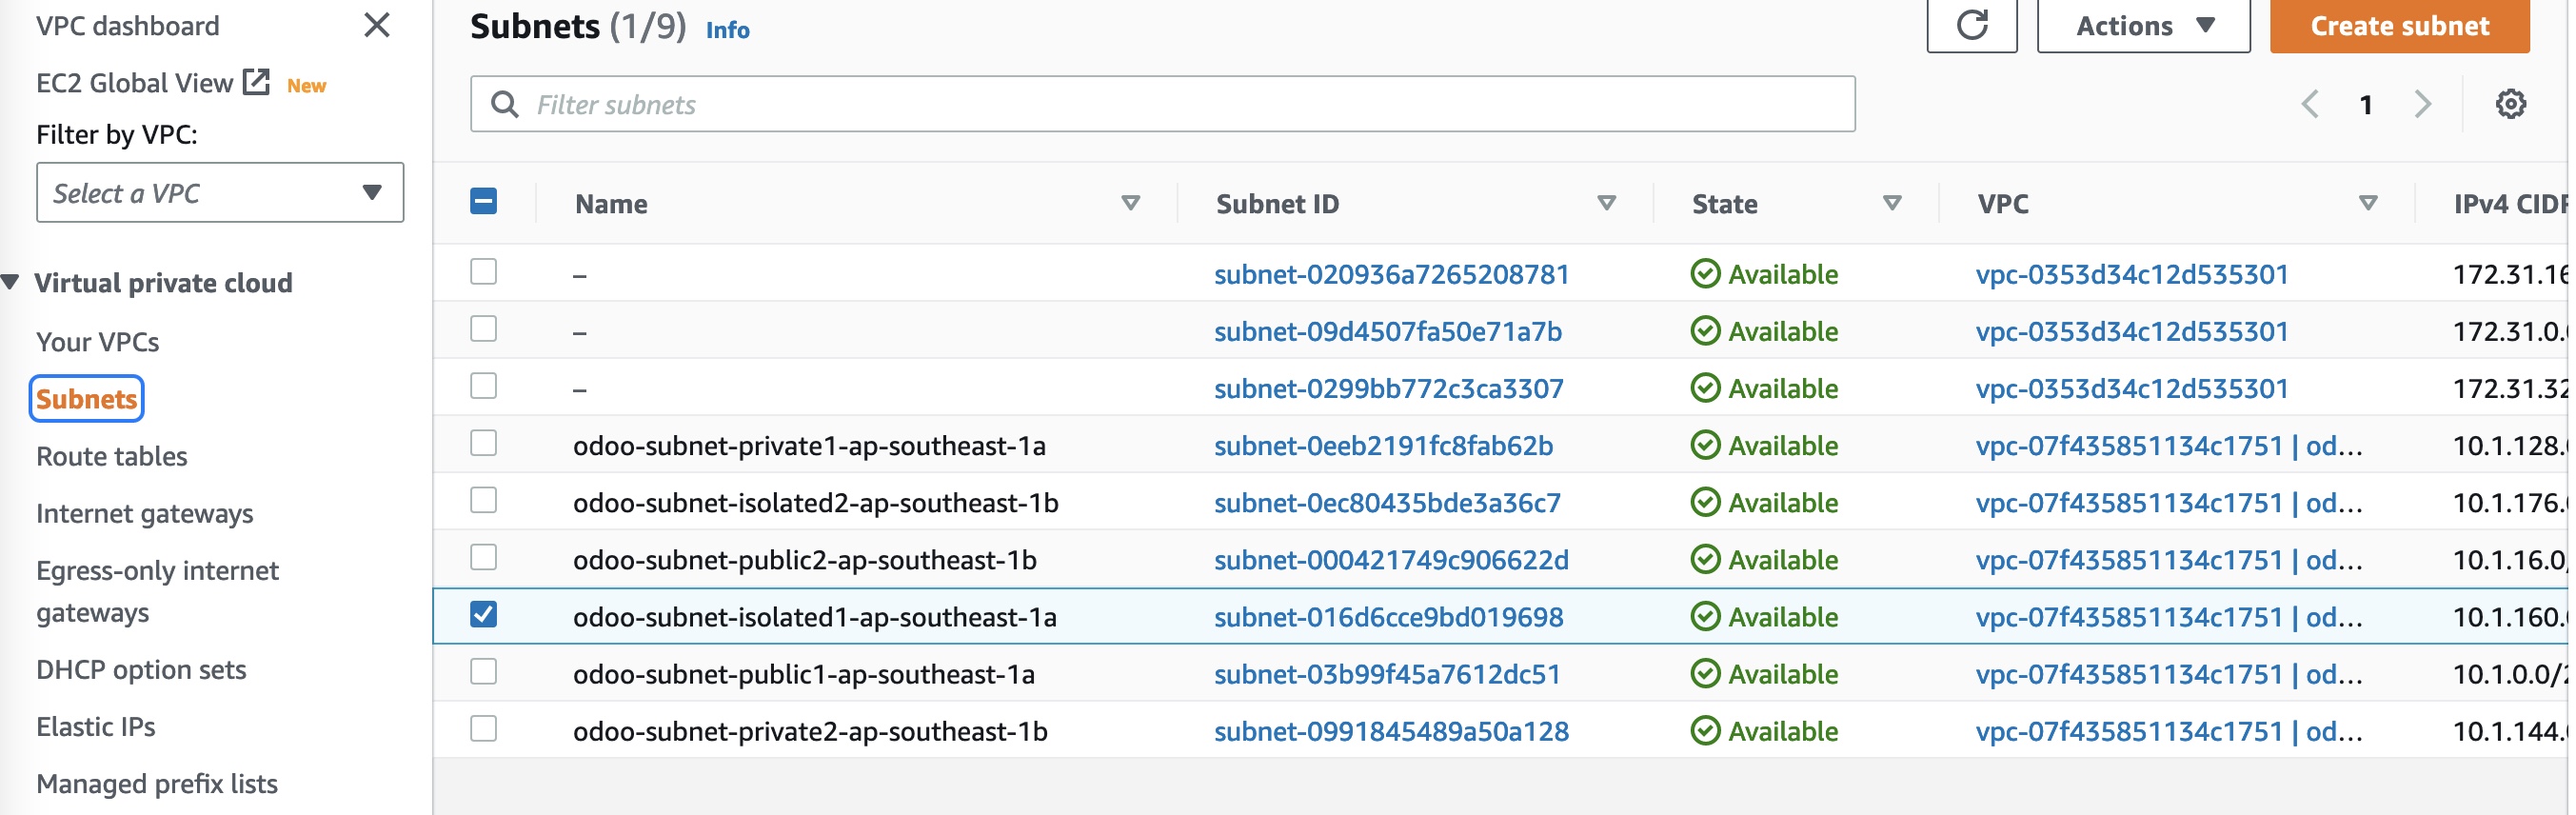 VPC dashboard
EC2 Global View New
Filter by VPC:
Select a VPC
Virtual private cloud
Your VPCs
Subnets
Route tables
Internet gateways
Egress-only internet
gateways
DHCP option sets
Elastic IPs
Managed prefix lists
Subnets (1/9) Info
Actions
Create subnet
Filter subnets
1
Name Subnet ID State VPC IPv4 CIDR
– subnet-020936a7265208781 Available vpc-0353d34c12d535301 172.31.16
– subnet-09d4507fa50e71a7b Available vpc-0353d34c12d535301 172.31.0.
– subnet-0299bb772c3ca3307 Available vpc-0353d34c12d535301 172.31.32
odoo-subnet-private1-ap-southeast-1a subnet-0eeb2191fc8fab62b Available vpc-07f435851134c1751 | od... 10.1.128.
odoo-subnet-isolated2-ap-southeast-1b subnet-0ec80435bde3a36c7 Available vpc-07f435851134c1751 | od... 10.1.176.
odoo-subnet-public2-ap-southeast-1b subnet-000421749c906622d Available vpc-07f435851134c1751 | od... 10.1.16.0
odoo-subnet-isolated1-ap-southeast-1a subnet-016d6cce9bd019698 Available vpc-07f435851134c1751 | od... 10.1.160.
odoo-subnet-public1-ap-southeast-1a subnet-03b99f45a7612dc51 Available vpc-07f435851134c1751 | od... 10.1.0.0/2
odoo-subnet-private2-ap-southeast-1b subnet-0991845489a50a128 Available vpc-07f435851134c1751 | od... 10.1.144.